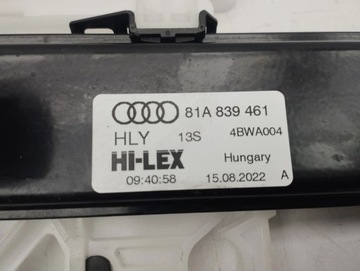 81A 839 461
HLY 13S 4BWA004
HI-LEX Hungary
09:40:58 15.08.2022 A